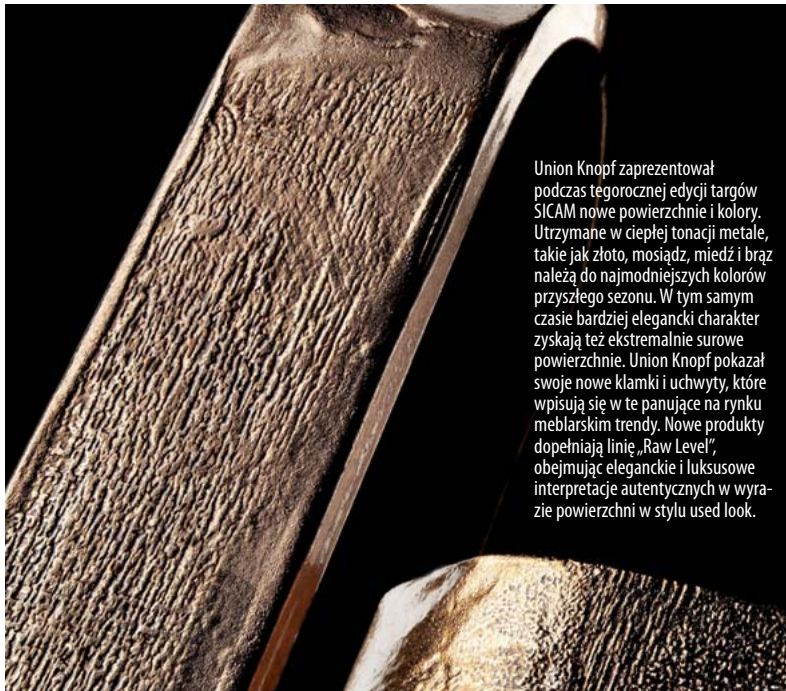 Union Knopf zaprezentował
podczas tegorocznej edycji targów
SICAM nowe powierzchnie i kolory.
Utrzymane w ciepłej tonacji metale,
takie jak złoto, mosiądz, miedź i brąz
należą do najmodniejszych kolorów
przyszłego sezonu. W tym samym
czasie bardziej elegancki charakter
zyskają też ekstremalnie surowe
powierzchnie. Union Knopf pokazał
swoje nowe klamki i uchwyty, które
wpisują się w te panujące na rynku
meblarskim trendy. Nowe produkty
dopełniają linię „Raw Level”,
obejmując eleganckie i luksusowe
interpretacje autentycznych w wyra-
zie powierzchni w stylu used look.